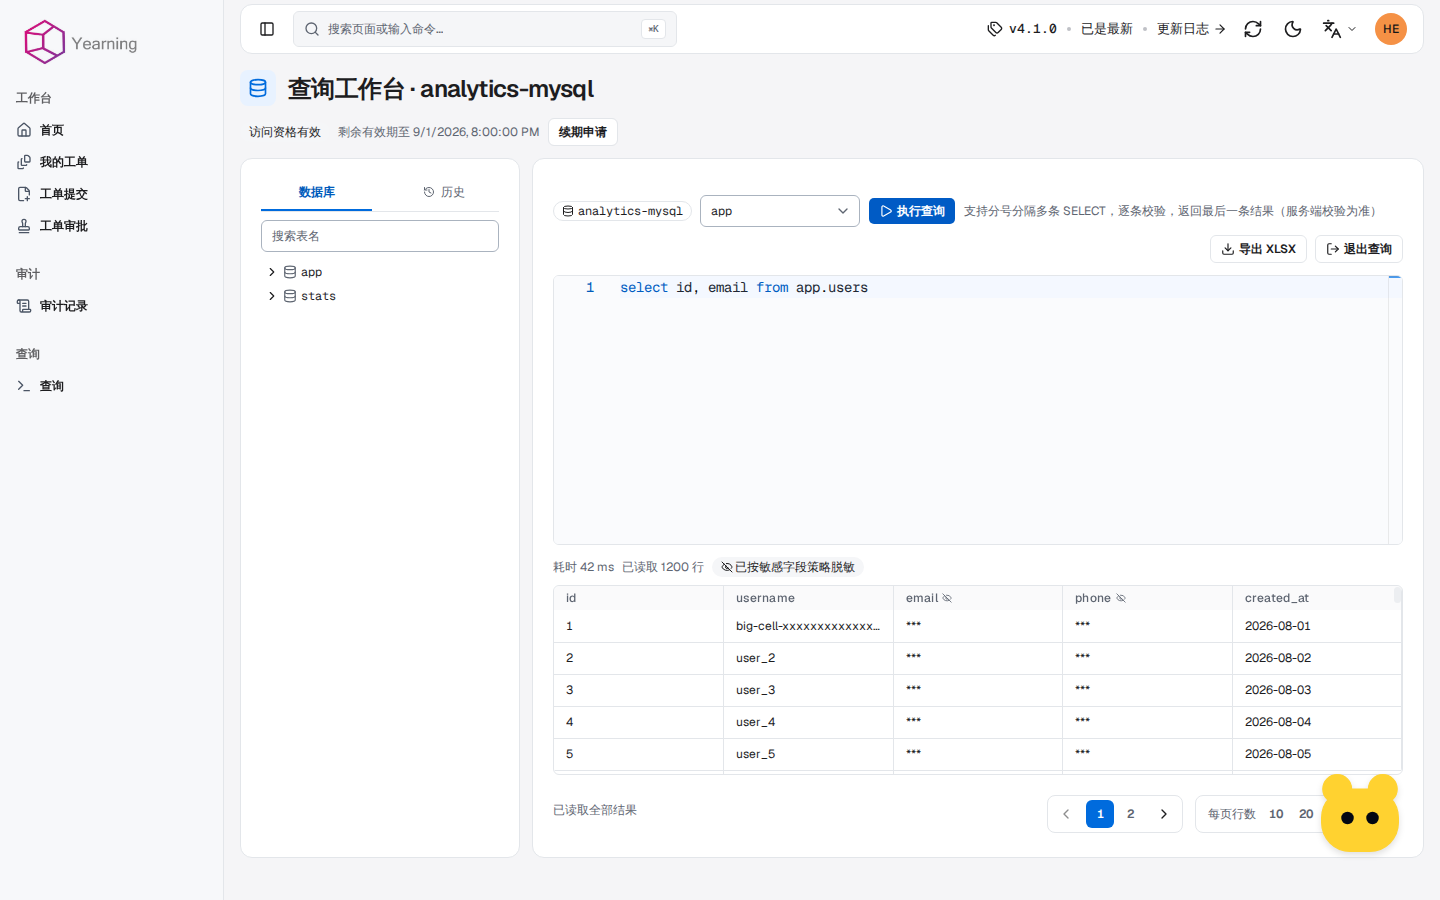 Yearning
工作台
首页
我的工单
工单提交
工单审批
审计
审计记录
查询
查询
搜索页面或输入命令...
⌘K
v4.1.0 • 已是最新 • 更新日志 →
HE
查询工作台 · analytics-mysql
访问资格有效
剩余有效期至 9/1/2026, 8:00:00 PM
续期申请
数据库
历史
搜索表名
app
stats
analytics-mysql
app
执行查询
支持分号分隔多条 SELECT，逐条校验，返回最后一条结果（服务端校验为准）
导出 XLSX
退出查询
1 select id, email from app.users
耗时 42 ms 已读取 1200 行 已按敏感字段策略脱敏
id username email phone created_at
1 big-cell-xxxxxxxxxxxxx... *** *** 2026-08-01
2 user_2 *** *** 2026-08-02
3 user_3 *** *** 2026-08-03
4 user_4 *** *** 2026-08-04
5 user_5 *** *** 2026-08-05
已读取全部结果
1 2
每页行数 10 20